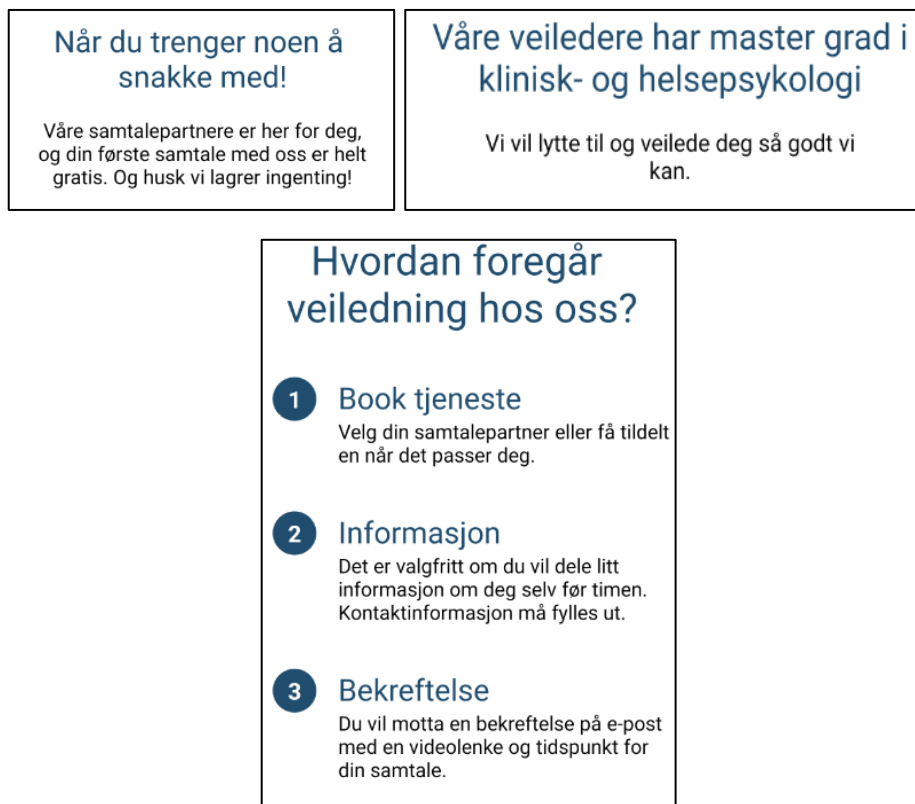 Når du trenger noen å
snakke med!
Våre samtalepartnere er her for deg,
og din første samtale med oss er helt
gratis. Og husk vi lagrer ingenting!
Våre veiledere har master grad i
klinisk- og helsepsykologi
Vi vil lytte til og veilede deg så godt vi
kan.
Hvordan foregår
veiledning hos oss?
1 Book tjeneste
Velg din samtalepartner eller få tildelt
en når det passer deg.
2 Informasjon
Det er valgfritt om du vil dele litt
informasjon om deg selv før timen.
Kontaktinformasjon må fylles ut.
3 Bekreftelse
Du vil motta en bekreftelse på e-post
med en videolenke og tidspunkt for
din samtale.